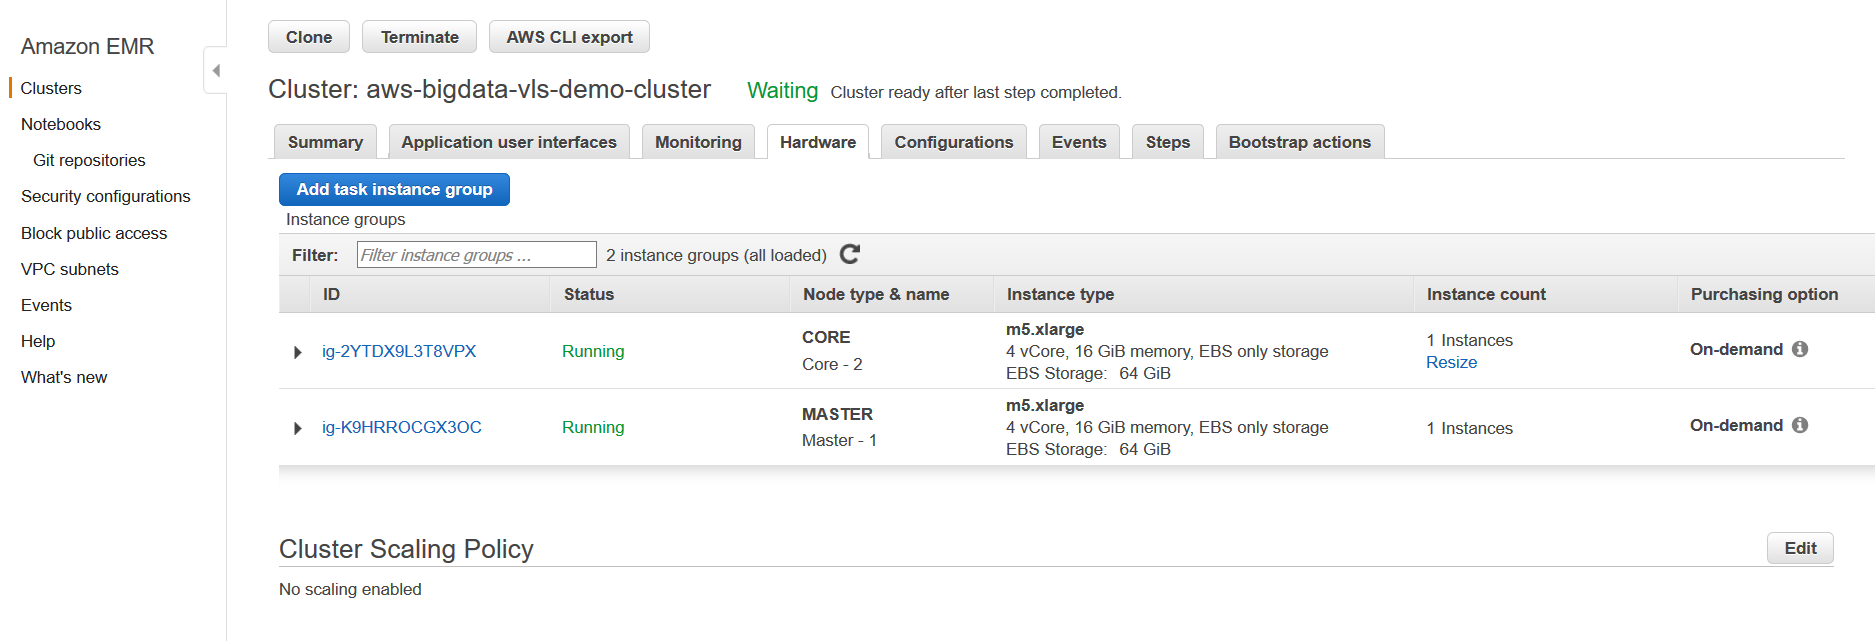 Amazon EMR
Clusters
Notebooks
Git repositories
Security configurations
Block public access
VPC subnets
Events
Help
What's new
Clone Terminate AWS CLI export
Cluster: aws-bigdata-vls-demo-cluster Waiting Cluster ready after last step completed.
Summary Application user interfaces Monitoring Hardware Configurations Events Steps Bootstrap actions
Add task instance group
Instance groups
Filter: Filter instance groups ... 2 instance groups (all loaded)
ID Status Node type & name Instance type Instance count Purchasing option
ig-2YTDX9L3T8VPX Running CORE
Core - 2 m5.xlarge
4 vCore, 16 GiB memory, EBS only storage
EBS Storage: 64 GiB 1 Instances
Resize On-demand
ig-K9HRROCGX3OC Running MASTER
Master - 1 m5.xlarge
4 vCore, 16 GiB memory, EBS only storage
EBS Storage: 64 GiB 1 Instances On-demand
Cluster Scaling Policy Edit
No scaling enabled